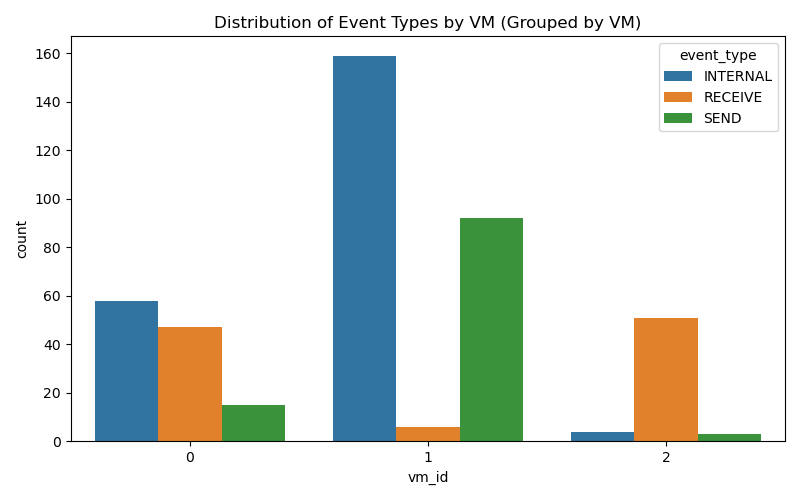 Distribution of Event Types by VM (Grouped by VM)
event_type
INTERNAL
RECEIVE
SEND
count
160
140
120
100
80
60
40
20
0
0 1 2
vm_id